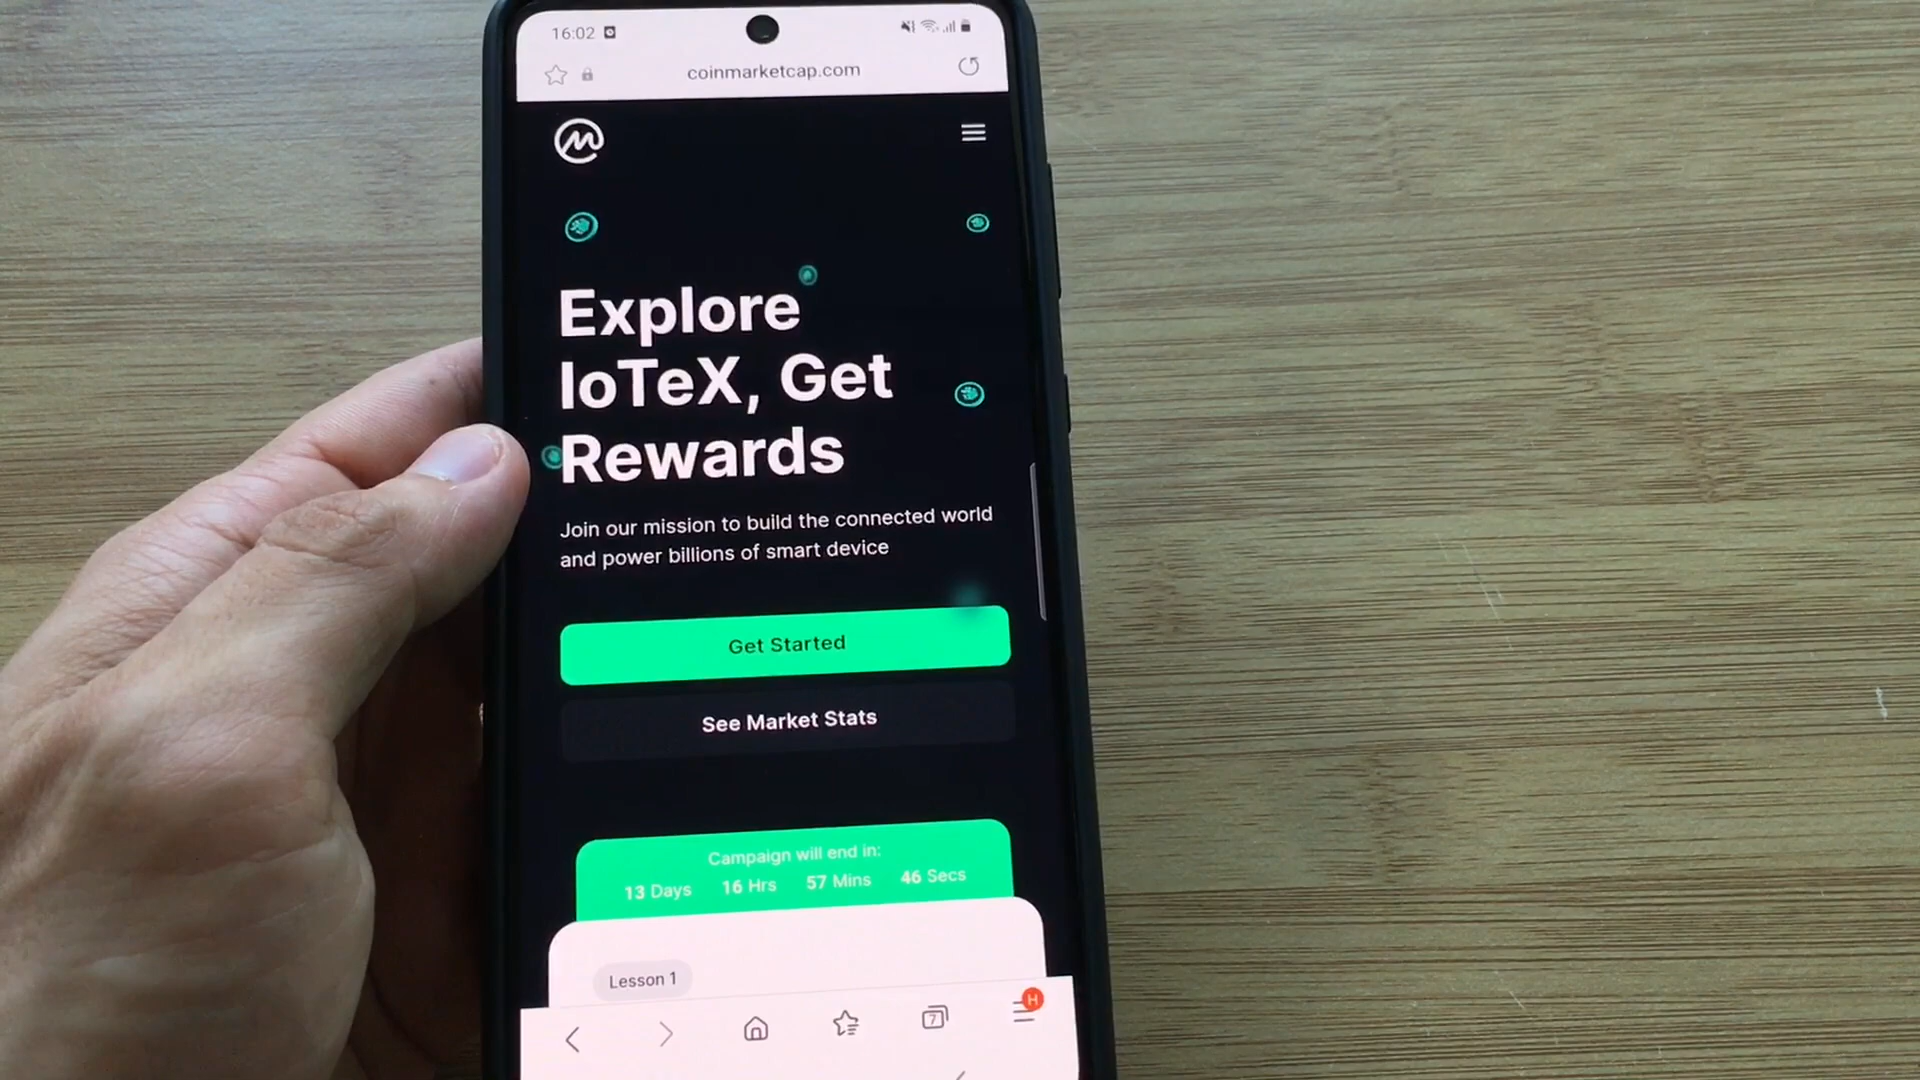 16:02
coinmarketcap.com
Explore
IoTeX, Get
Rewards
Join our mission to build the connected world
and power billions of smart device
Get Started
See Market Stats
Campaign will end in:
13 Days 16 Hrs 57 Mins 46 Secs
Lesson 1
7
H